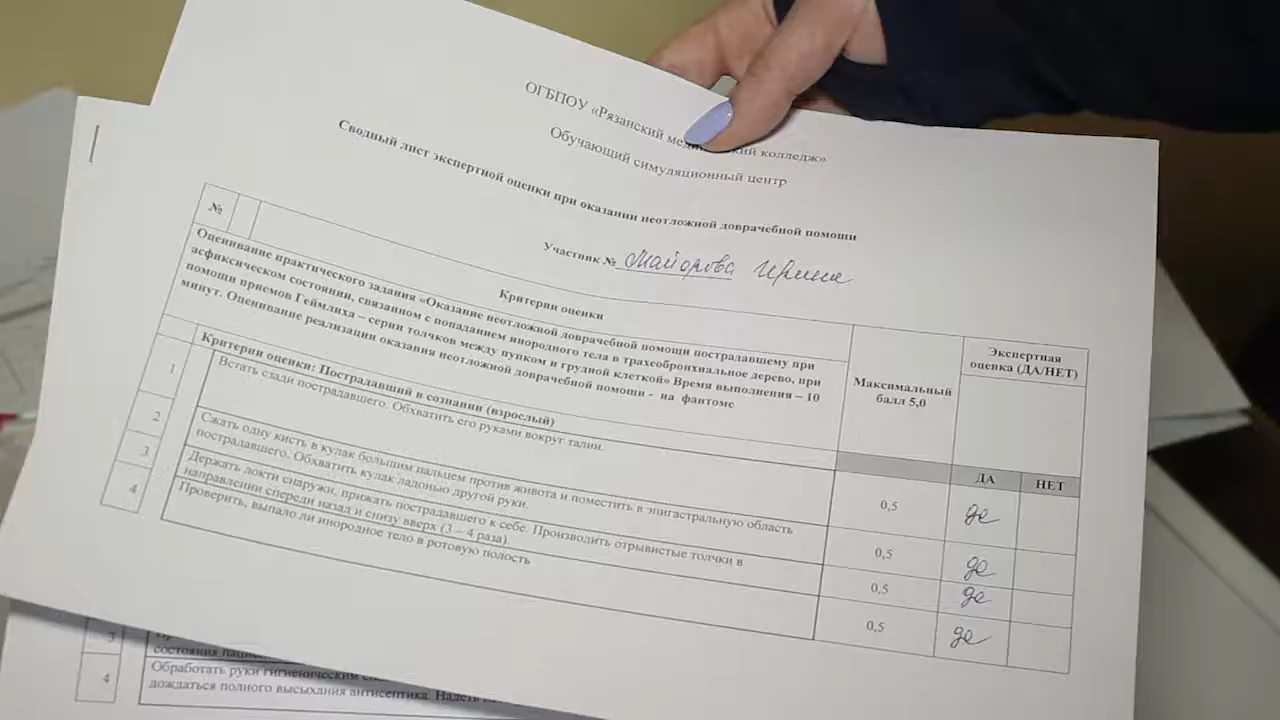 ОГБПОУ «Рязанский медицинский колледж»
Обучающий симуляционный центр
Сводный лист экспертной оценки при оказании неотложной доврачебной помощи
Участник № Майорова Ирина
№
Критерии оценки
Максимальный балл 5,0
Экспертная оценка (ДА/НЕТ)
Оценивание практического задания «Оказание неотложной доврачебной помощи пострадавшему при
асфиксическом состоянии, связанном с попаданием инородного тела в трахеобронхиальное дерево, при
помощи приемов Геймлиха – серии толчков между пупком и грудной клеткой» Время выполнения – 10
минут. Оценивание реализации оказания неотложной доврачебной помощи - на фантоме
Критерии оценки: Пострадавший в сознании (взрослый)
ДА НЕТ
1 Встать сзади пострадавшего. Обхватить его руками вокруг талии. 0,5 да
2 Сжать одну кисть в кулак большим пальцем против живота и поместить в эпигастральную область
пострадавшего. Обхватить кулак ладонью другой руки. 0,5 да
3 Держать локти снаружи, прижать пострадавшего к себе. Производить отрывистые толчки в
направлении спереди назад и снизу вверх (3 – 4 раза). 0,5 да
4 Проверить, выпало ли инородное тело в ротовую полость 0,5 да
3
состояния
4 Обработать руки гигиеническим
дождаться полного высыхания антисептика. Надеть